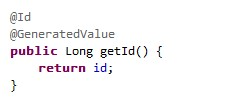 @Id
@GeneratedValue
public Long getId() {
    return id;
}